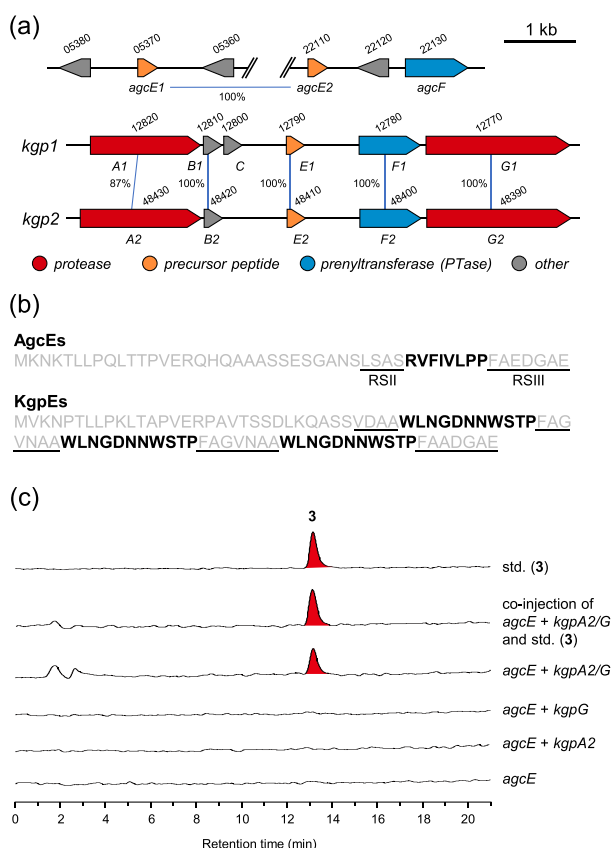 (a)
1 kb
05380 05370 05360 22110 22120 22130
agcE1 agcE2 agcF
100%
12820 12810 12800 12790 12780 12770
kgp1
A1 B1 C E1 F1 G1
87% 100% 100% 100% 100%
48430 48420 48410 48400 48390
kgp2
A2 B2 E2 F2 G2
protease precursor peptide prenyltransferase (PTase) other
(b)
AgcEs
MKNKTLLPQLTTPVERQHQAAASSESGANSLSASRVFIVLPPFAEDGAE
RSII RSIII
KgpEs
MVKNPTLLPKLTAPVERPAVTSSDLKQASSVDAAWLNGDNNWSTPFAG
VNAAWLNGDNNWSTPFAGVNAAWLNGDNNWSTPFAADGAE
(c)
3
std. (3)
co-injection of
agcE + kgpA2/G
and std. (3)
agcE + kgpA2/G
agcE + kgpG
agcE + kgpA2
agcE
0 2 4 6 8 10 12 14 16 18 20
Retention time (min)